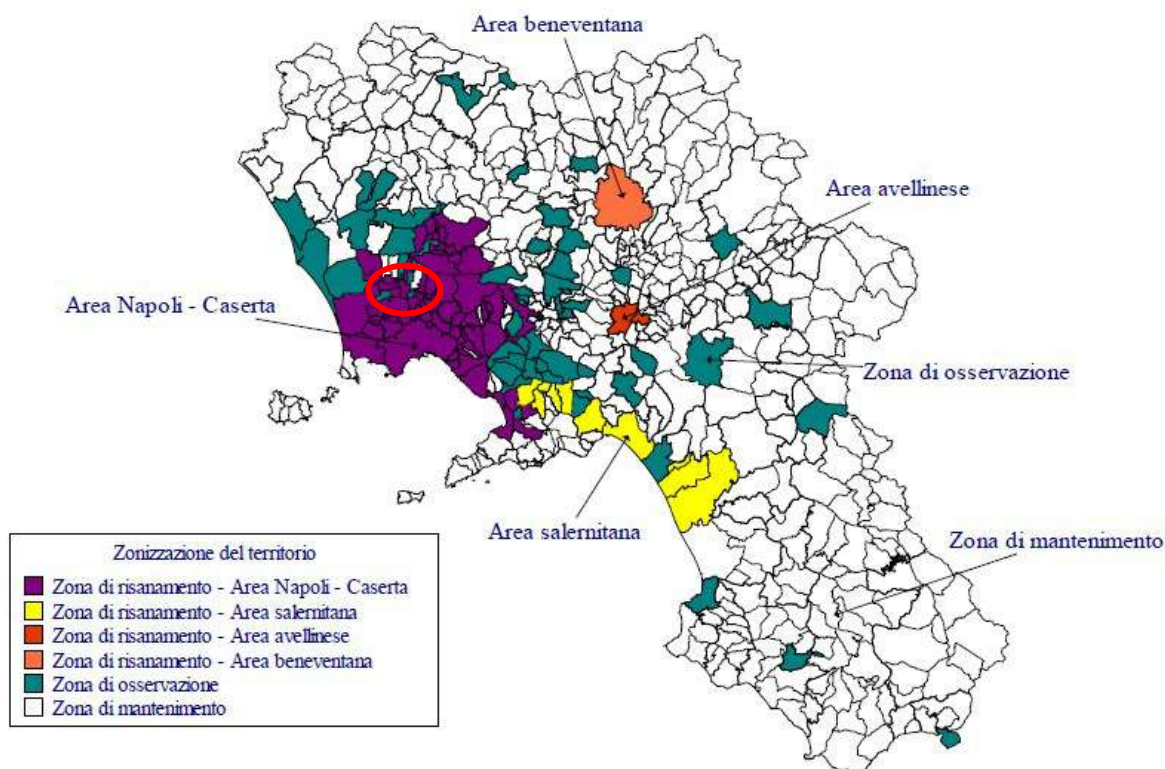 Area beneventana
Area avellinese
Area Napoli - Caserta
Zona di osservazione
Area salernitana
Zona di mantenimento
Zonizzazione del territorio
Zona di risanamento - Area Napoli - Caserta
Zona di risanamento - Area salernitana
Zona di risanamento - Area avellinese
Zona di risanamento - Area beneventana
Zona di osservazione
Zona di mantenimento